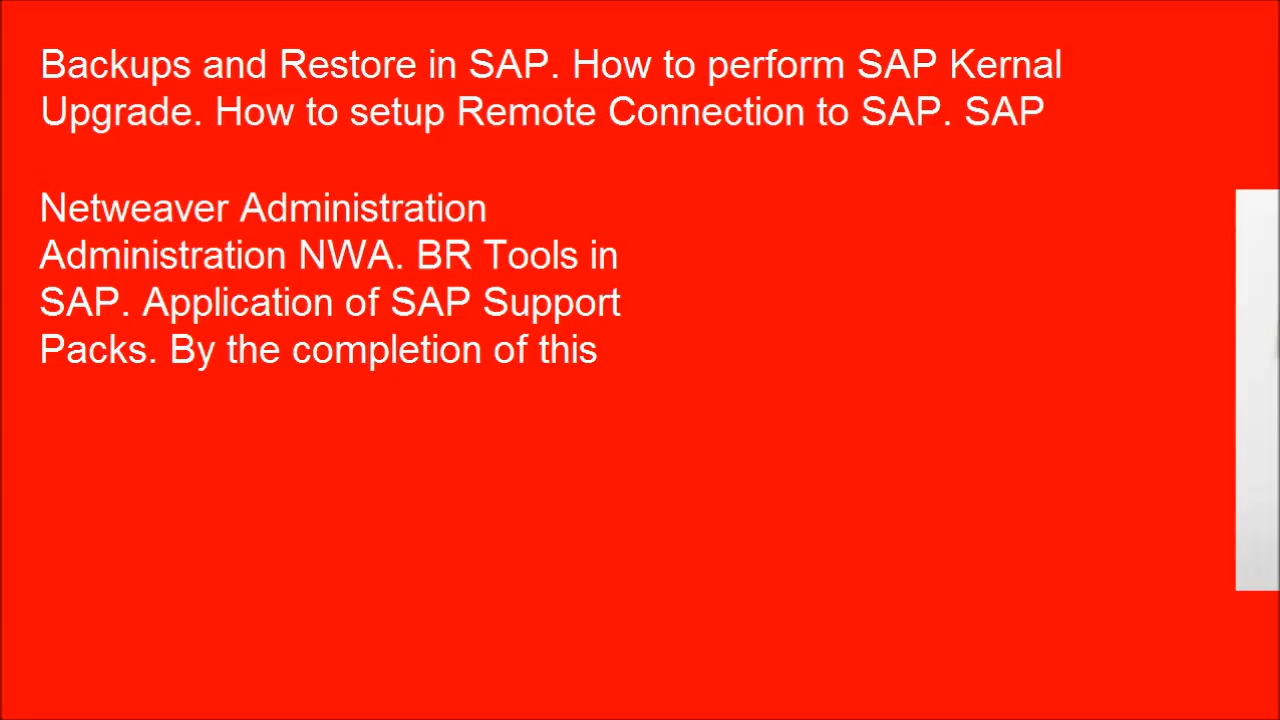 Backups and Restore in SAP. How to perform SAP Kernal
Upgrade. How to setup Remote Connection to SAP. SAP
Netweaver Administration
Administration NWA. BR Tools in
SAP. Application of SAP Support
Packs. By the completion of this